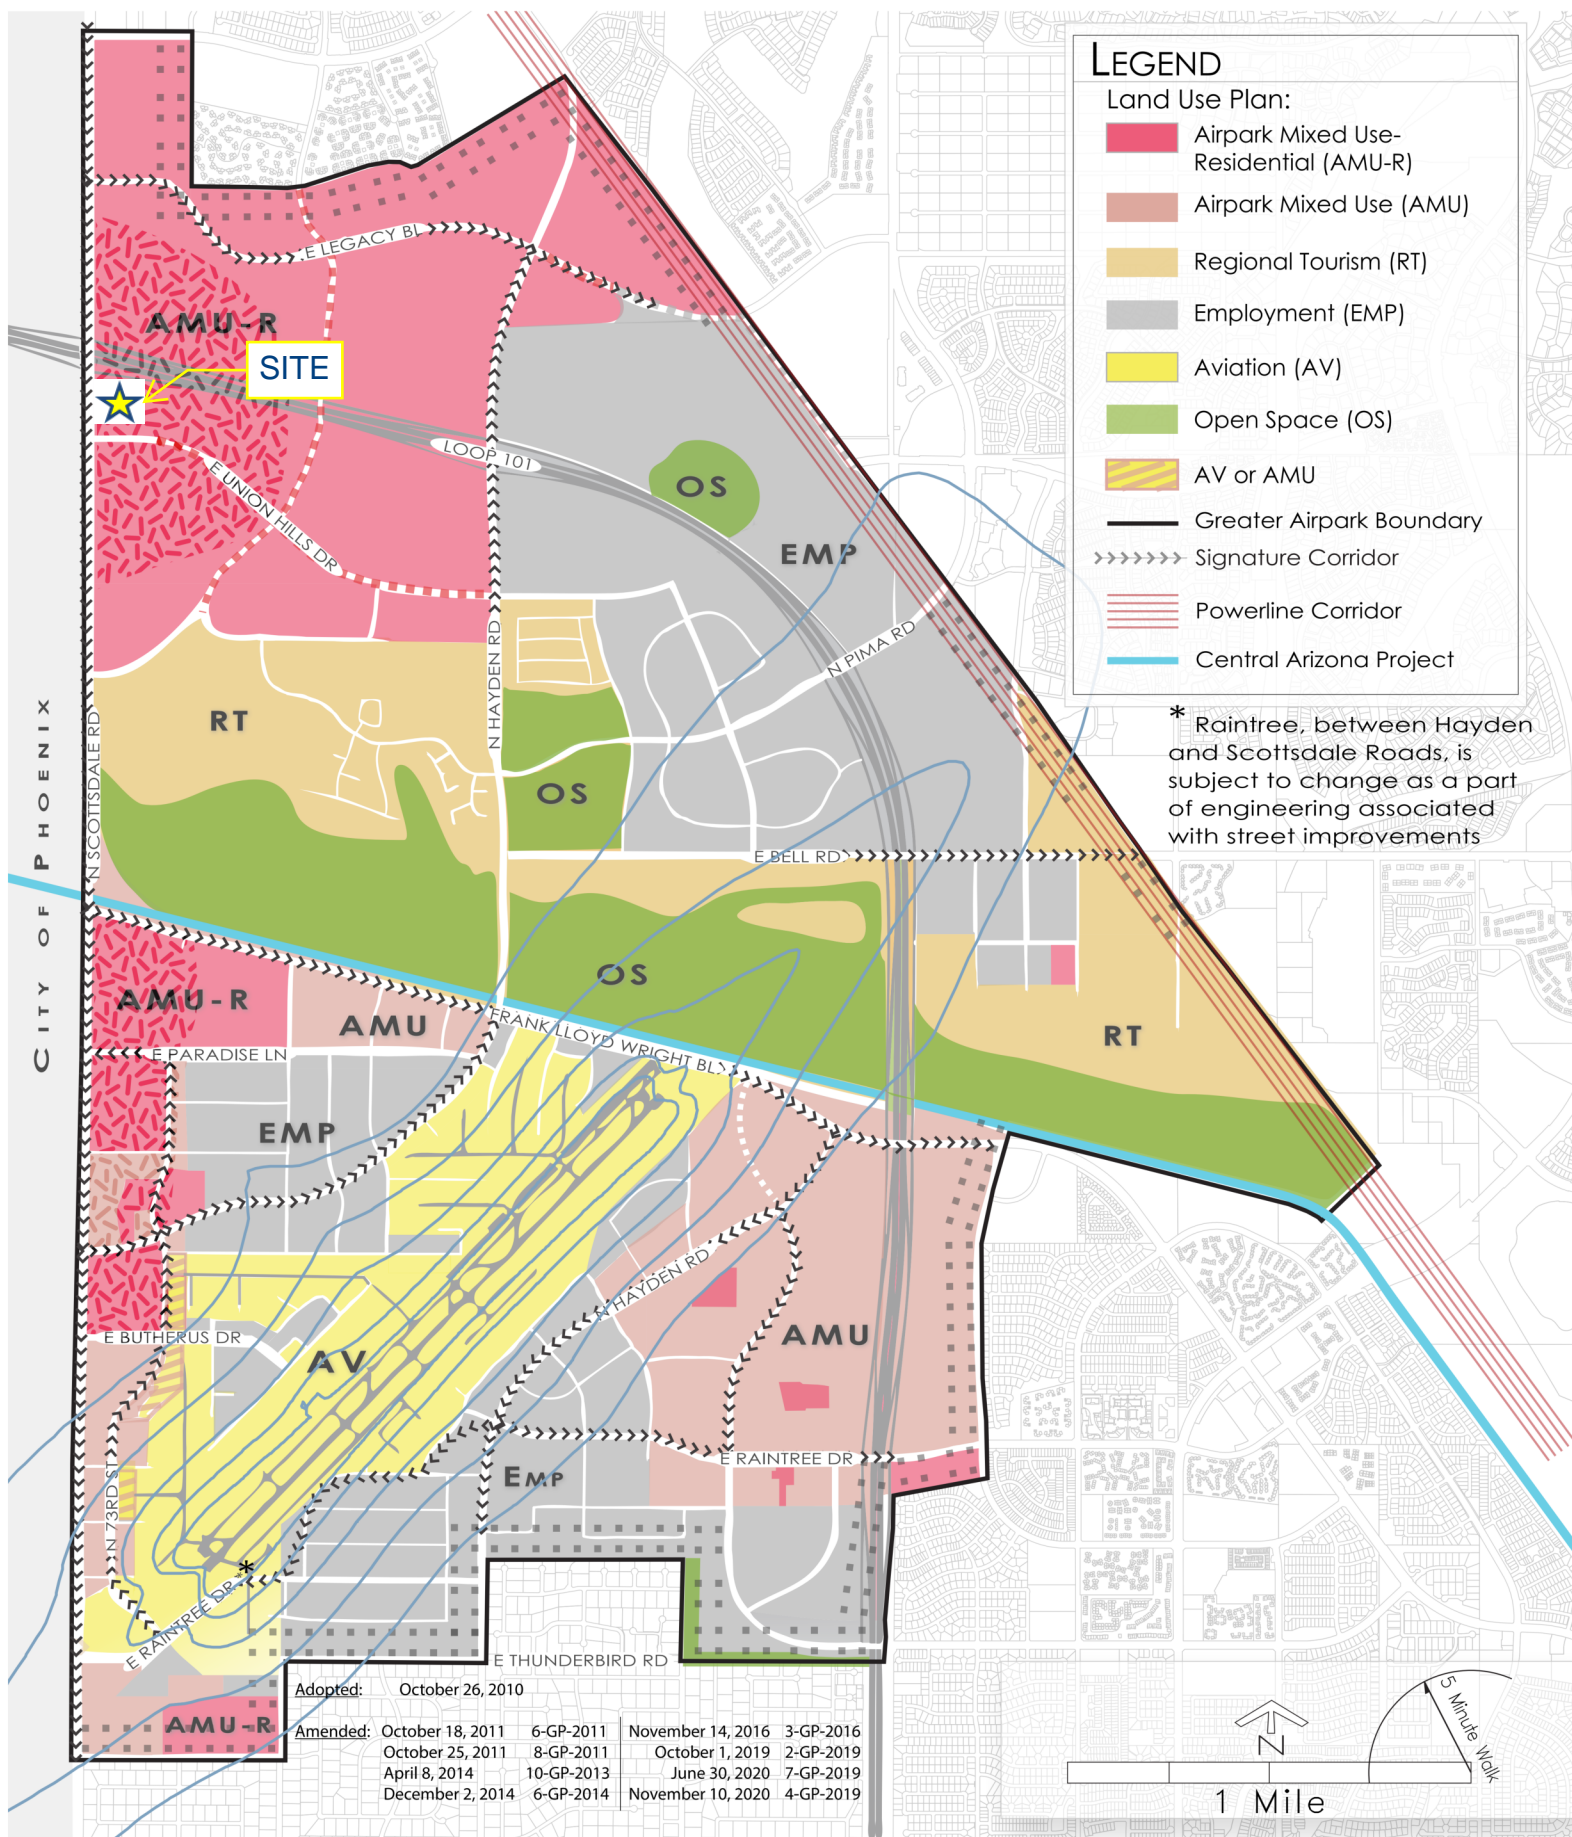 LEGEND
Land Use Plan:
Airpark Mixed Use-
Residential (AMU-R)
Airpark Mixed Use (AMU)
Regional Tourism (RT)
Employment (EMP)
Aviation (AV)
Open Space (OS)
AV or AMU
Greater Airpark Boundary
Signature Corridor
Powerline Corridor
Central Arizona Project
* Raintree, between Hayden
and Scottsdale Roads, is
subject to change as a part
of engineering associated
with street improvements
E LEGACY BL
AMU-R
SITE
LOOP 101
E UNION HILLS DR
OS
EMP
N HAYDEN RD
N PIMA RD
RT
N SCOTTSDALE RD
CITY OF PHOENIX
OS
E BELL RD
OS
AMU-R
AMU
FRANK LLOYD WRIGHT BL
RT
E PARADISE LN
EMP
N HAYDEN RD
AMU
E BUTHERUS DR
AV
E RAINTREE DR
EMP
N 73RD ST
*
E RAINTREE DR*
E THUNDERBIRD RD
AMU-R
Adopted: October 26, 2010
Amended: October 18, 2011 6-GP-2011 November 14, 2016 3-GP-2016
October 25, 2011 8-GP-2011 October 1, 2019 2-GP-2019
April 8, 2014 10-GP-2013 June 30, 2020 7-GP-2019
December 2, 2014 6-GP-2014 November 10, 2020 4-GP-2019
N
5 Minute Walk
1 Mile